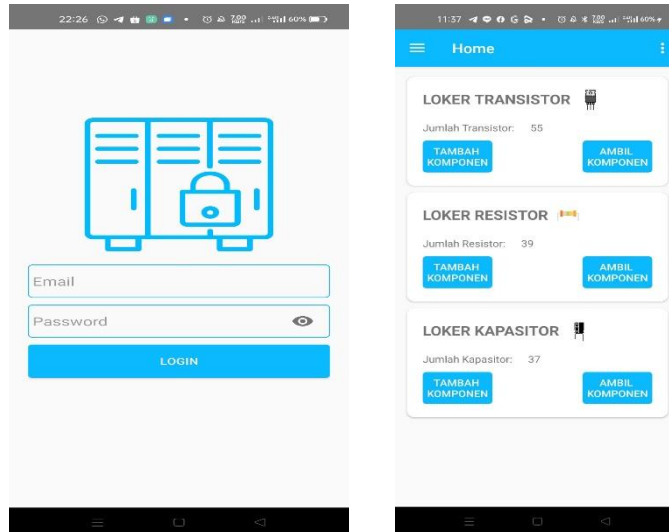 22:26
60%
Email
Password
LOGIN
11:37
60%
Home
LOKER TRANSISTOR
Jumlah Transistor: 55
TAMBAH
KOMPONEN
AMBIL
KOMPONEN
LOKER RESISTOR
Jumlah Resistor: 39
TAMBAH
KOMPONEN
AMBIL
KOMPONEN
LOKER KAPASITOR
Jumlah Kapasitor: 37
TAMBAH
KOMPONEN
AMBIL
KOMPONEN